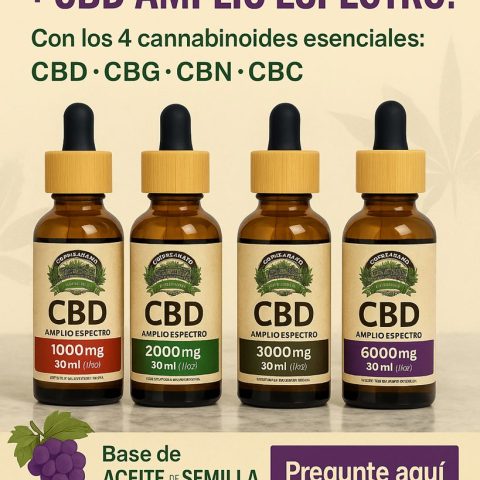 + CBD AMPLIO ESPECTRO:
Con los 4 cannabinoides esenciales:
CBD · CBG · CBN · CBC
CBD
AMPLIO ESPECTRO
1000mg
30 ml
CBD
AMPLIO ESPECTRO
2000mg
30 ml
CBD
AMPLIO ESPECTRO
3000mg
30 ml
CBD
AMPLIO ESPECTRO
6000mg
30 ml
Base de
ACEITE DE SEMILLA
Pregunte aquí